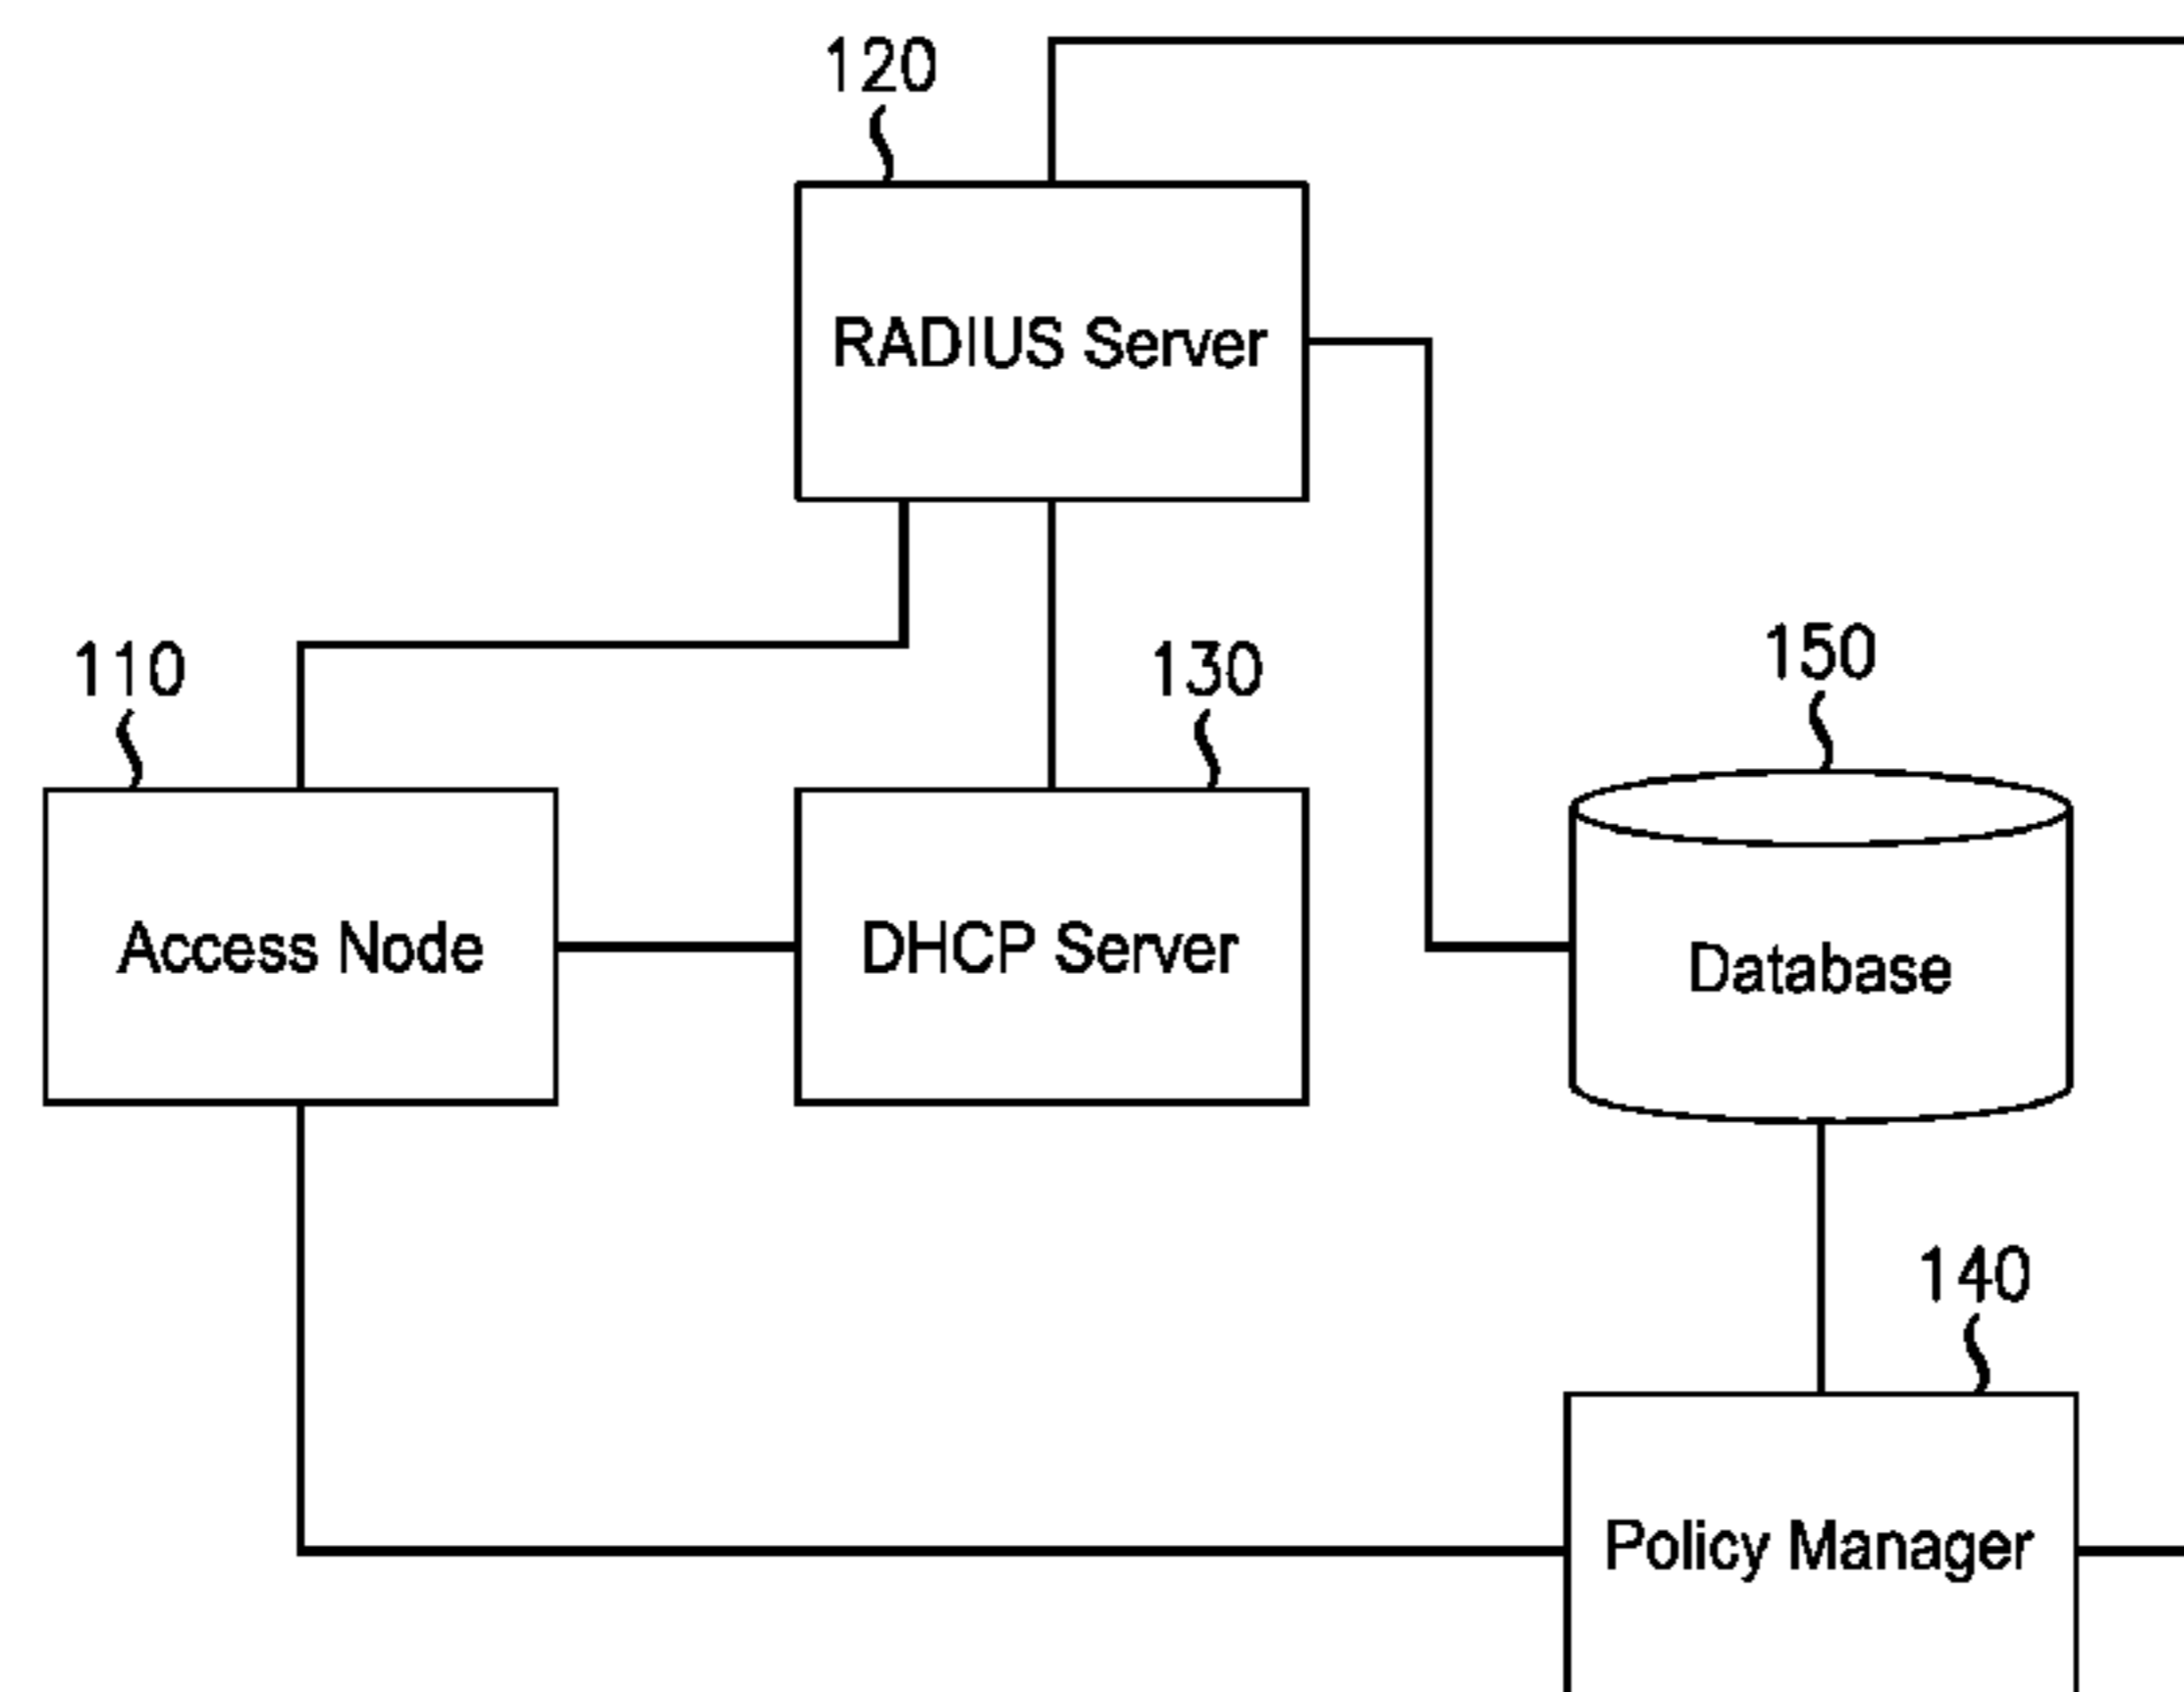 120
RADIUS Server
110
130
150
Access Node
DHCP Server
Database
140
Policy Manager